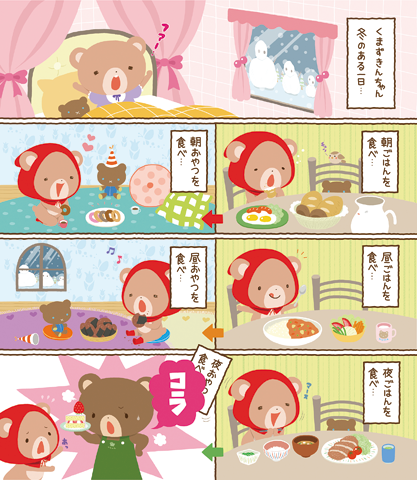 くまずきんちゃん
冬のある一日…
ファ〜
朝ごはんを
食べ…
朝おやつを
食べ…
昼ごはんを
食べ…
昼おやつを
食べ…
夜ごはんを
食べ…
夜おやつ
食べ
コラ